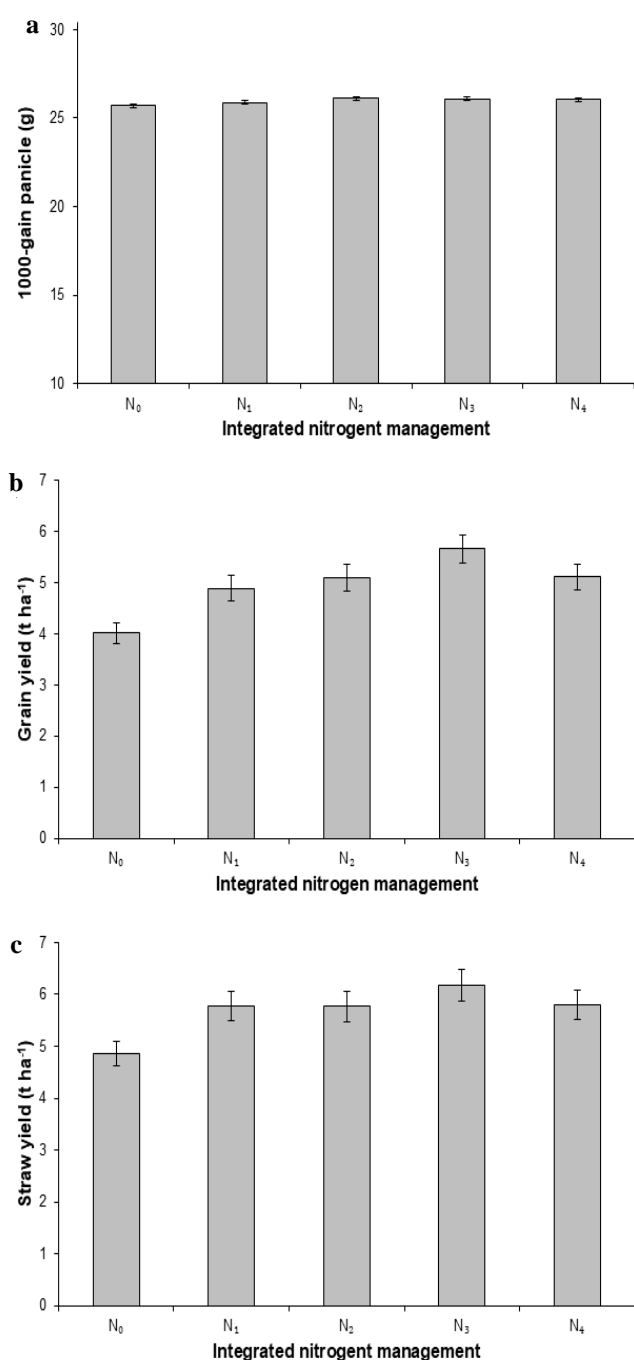 a
30
25
20
15
10
1000-gain panicle (g)
N₀ N₁ N₂ N₃ N₄
Integrated nitrogent management
b
7
6
5
4
3
2
1
0
Grain yield (t ha⁻¹)
N₀ N₁ N₂ N₃ N₄
Integrated nitrogen management
c
7
6
5
4
3
2
1
0
Straw yield (t ha⁻¹)
N₀ N₁ N₂ N₃ N₄
Integrated nitrogent management